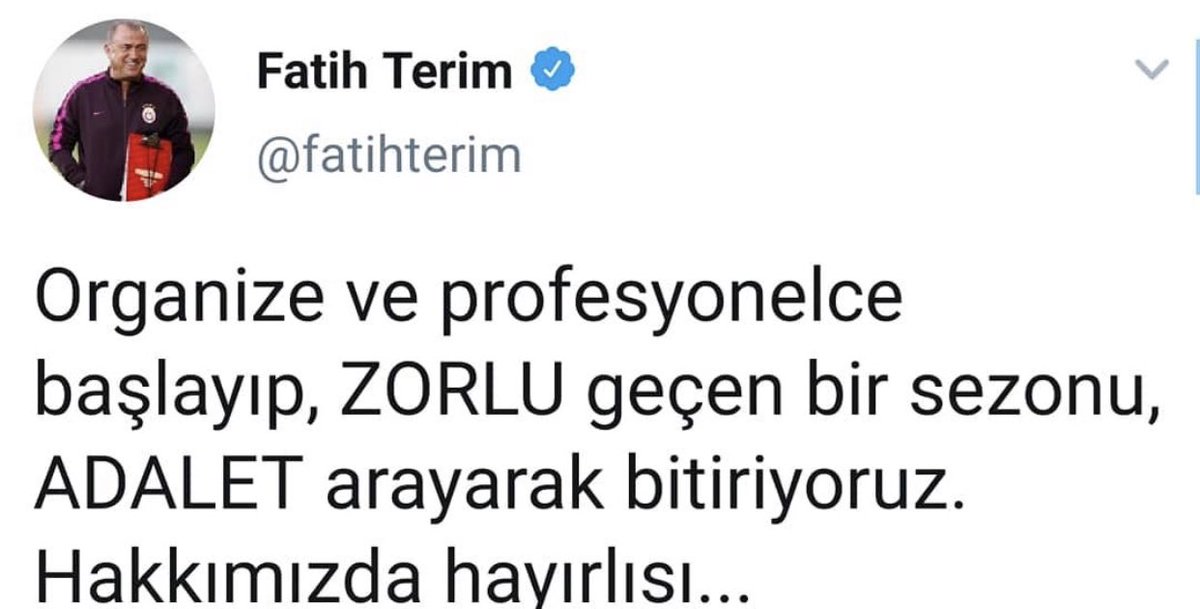 Fatih Terim
@fatihterim
Organize ve profesyonelce
başlayıp, ZORLU geçen bir sezonu,
ADALET arayarak bitiriyoruz.
Hakkımızda hayırlısı...